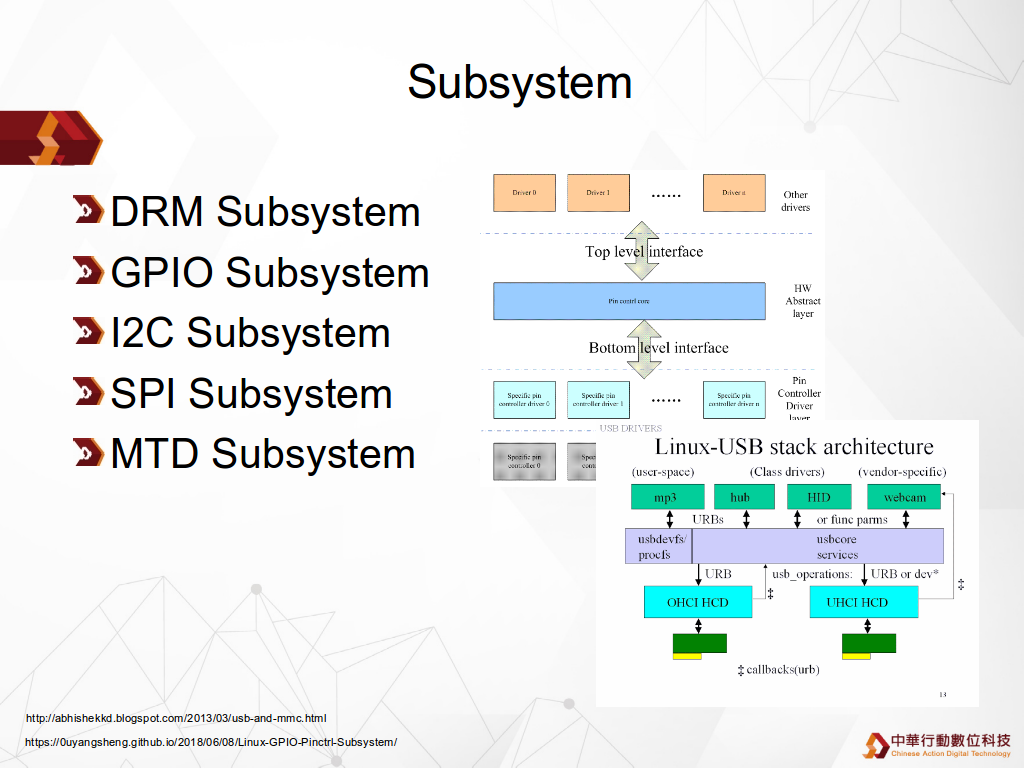 Subsystem
DRM Subsystem
GPIO Subsystem
I2C Subsystem
SPI Subsystem
MTD Subsystem
Driver 0
Driver 1
......
Driver n
Other
drivers
Top level interface
Pin contrl core
HW
Abstract
layer
Bottom level interface
Specific pin
controller driver 0
Specific pin
controller driver 1
......
Specific pin
controller driver n
Pin
Controller
Driver
layer
USB DRIVERS
Specific pin
controller 0
Linux-USB stack architecture
(user-space)
(Class drivers)
(vendor-specific)
mp3
hub
HID
webcam
URBs
or func parms
usbdevfs/
procfs
usbcore
services
URB
usb_operations:
URB or dev*
‡
‡
OHCI HCD
UHCI HCD
‡ callbacks(urb)
13
http://abhishekkd.blogspot.com/2013/03/usb-and-mmc.html
https://0uyangsheng.github.io/2018/06/08/Linux-GPIO-Pinctrl-Subsystem/
中華行動數位科技
Chinese Action Digital Technology